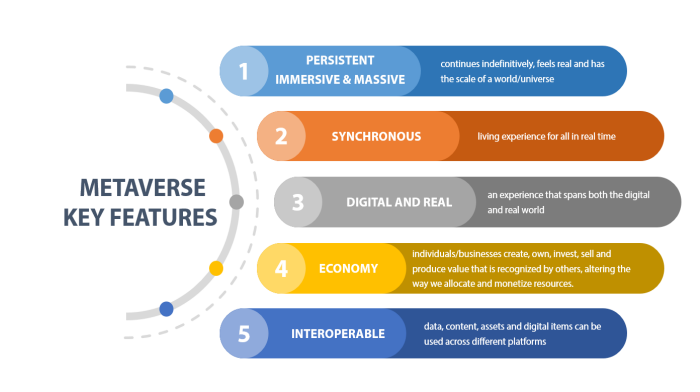 METAVERSE
KEY FEATURES
1
PERSISTENT
IMMERSIVE & MASSIVE
continues indefinitively, feels real and has
the scale of a world/universe
2
SYNCHRONOUS
living experience for all in real time
3
DIGITAL AND REAL
an experience that spans both the digital
and real world
4
ECONOMY
individuals/businesses create, own, invest, sell and
produce value that is recognized by others, altering the
way we allocate and monetize resources.
5
INTEROPERABLE
data, content, assets and digital items can be
used across different platforms